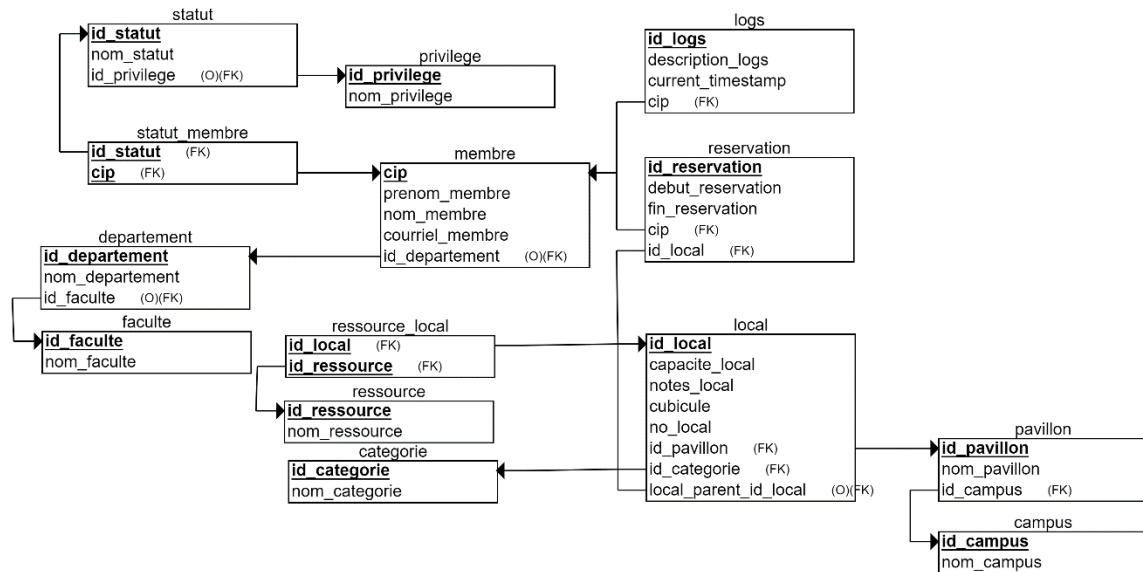 statut
id_statut
nom_statut
id_privilege (O)(FK)
privilege
id_privilege
nom_privilege
logs
id_logs
description_logs
current_timestamp
cip (FK)
statut_membre
id_statut (FK)
cip (FK)
membre
cip
prenom_membre
nom_membre
courriel_membre
id_departement (O)(FK)
reservation
id_reservation
debut_reservation
fin_reservation
cip (FK)
id_local (FK)
departement
id_departement
nom_departement
id_faculte (O)(FK)
faculte
id_faculte
nom_faculte
ressource_local
id_local (FK)
id_ressource (FK)
ressource
id_ressource
nom_ressource
categorie
id_categorie
nom_categorie
local
id_local
capacite_local
notes_local
cubicule
no_local
id_pavillon (FK)
id_categorie (FK)
local_parent_id_local (O)(FK)
pavillon
id_pavillon
nom_pavillon
id_campus (FK)
campus
id_campus
nom_campus